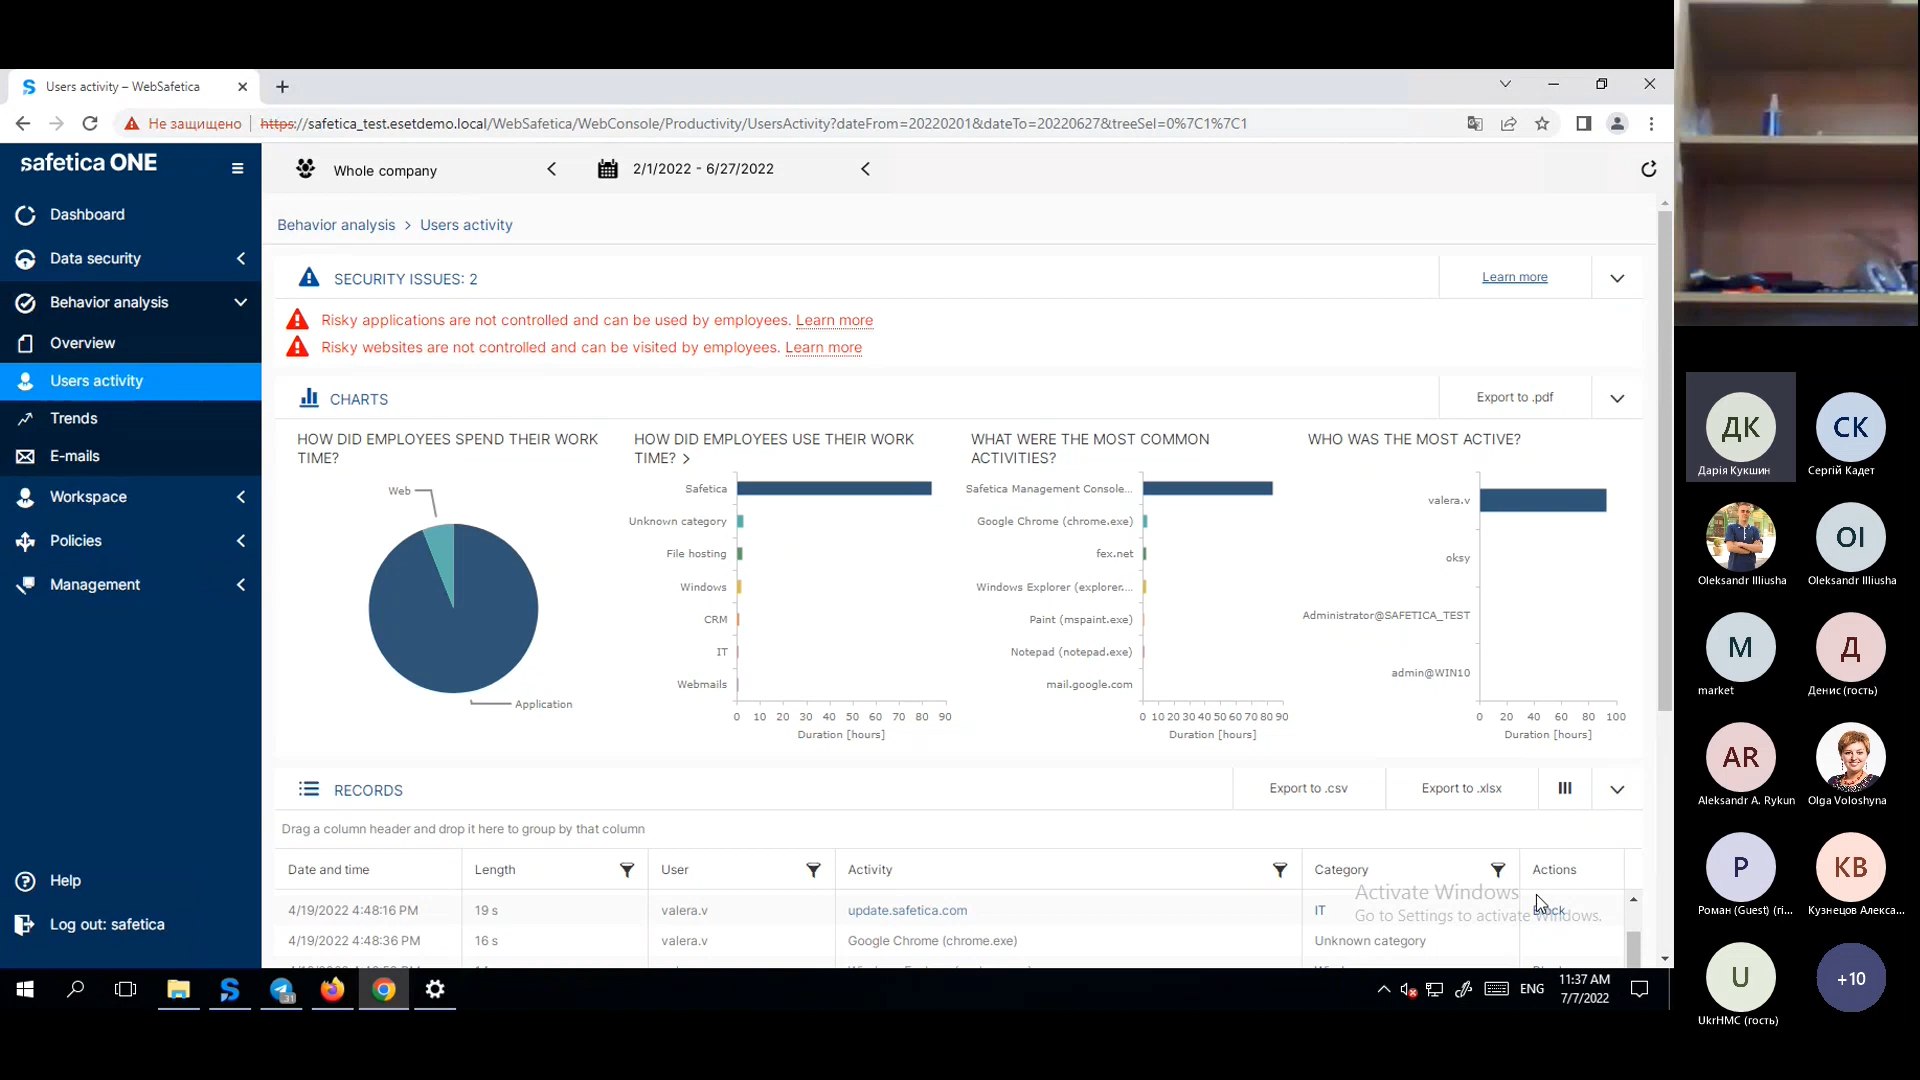 Users activity – WebSafetica
Не защищено
https://safetica_test.esetdemo.local/WebSafetica/WebConsole/Productivity/UsersActivity?dateFrom=20220201&dateTo=20220627&treeSel=0%7C1%7C1
safetica ONE
Whole company
2/1/2022 - 6/27/2022
Dashboard
Data security
Behavior analysis
Overview
Users activity
Trends
E-mails
Workspace
Policies
Management
Help
Log out: safetica
Behavior analysis > Users activity
SECURITY ISSUES: 2
Learn more
Risky applications are not controlled and can be used by employees. Learn more
Risky websites are not controlled and can be visited by employees. Learn more
CHARTS
Export to .pdf
HOW DID EMPLOYEES SPEND THEIR WORK
TIME?
Web
Application
HOW DID EMPLOYEES USE THEIR WORK
TIME? >
Safetica
Unknown category
File hosting
Windows
CRM
IT
Webmails
0 10 20 30 40 50 60 70 80 90
Duration [hours]
WHAT WERE THE MOST COMMON
ACTIVITIES?
Safetica Management Console...
Google Chrome (chrome.exe)
fex.net
Windows Explorer (explorer....
Paint (mspaint.exe)
Notepad (notepad.exe)
mail.google.com
0 10 20 30 40 50 60 70 80 90
Duration [hours]
WHO WAS THE MOST ACTIVE?
valera.v
oksy
Administrator@SAFETICA_TEST
admin@WIN10
0 20 40 60 80 100
Duration [hours]
RECORDS
Export to .csv
Export to .xlsx
Drag a column header and drop it here to group by that column
Date and time Length User Activity Category Actions
4/19/2022 4:48:16 PM 19 s valera.v update.safetica.com IT Block
4/19/2022 4:48:36 PM 16 s valera.v Google Chrome (chrome.exe) Unknown category
Activate Windows
Go to Settings to activate Windows.
31
ENG
11:37 AM
7/7/2022
ДК
Дарія Кукшин
СК
Сергій Кадет
Oleksandr Illiusha
OI
Oleksandr Illiusha
M
market
Д
Денис (гость)
AR
Aleksandr A. Rykun
Olga Voloshyna
P
Роман (Guest) (гі...
КВ
Кузнецов Алекса...
U
UkrHMC (гость)
+10